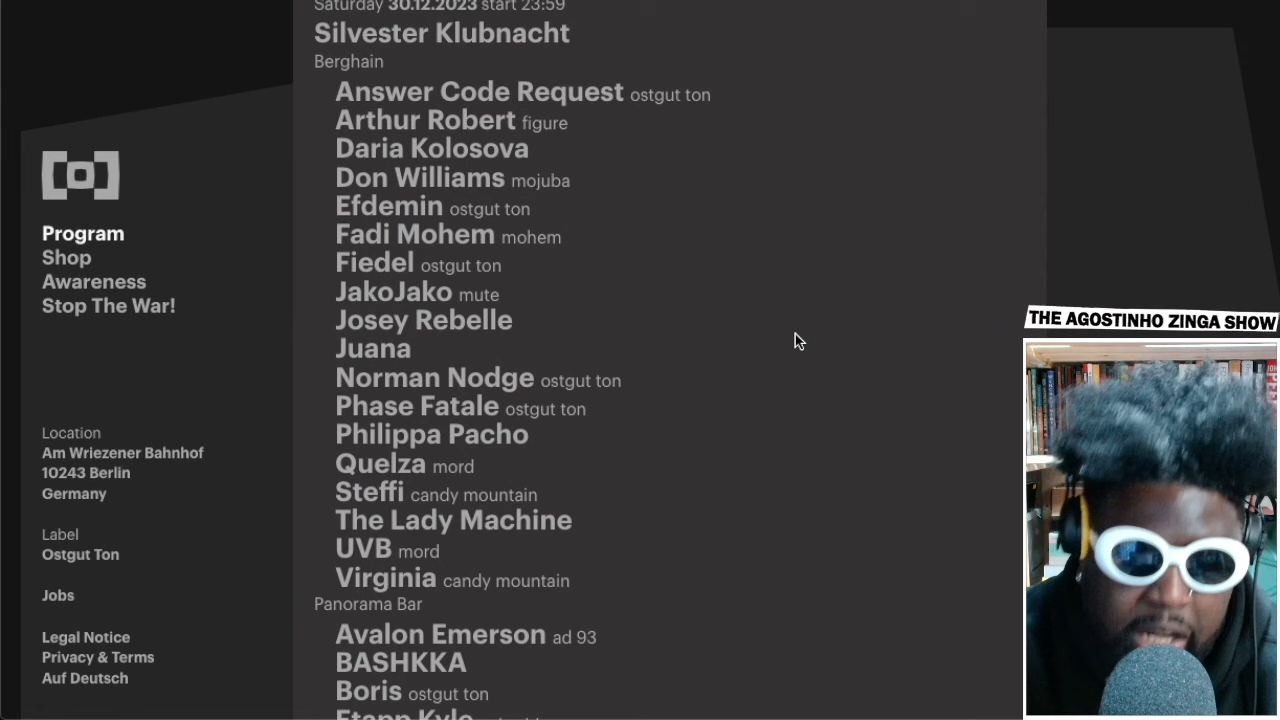 Saturday 30.12.2023 start 23:59
Silvester Klubnacht
Berghain
Answer Code Request ostgut ton
Arthur Robert figure
Daria Kolosova
Don Williams mojuba
Efdemin ostgut ton
Fadi Mohem mohem
Fiedel ostgut ton
JakoJako mute
Josey Rebelle
Juana
Norman Nodge ostgut ton
Phase Fatale ostgut ton
Philippa Pacho
Quelza mord
Steffi candy mountain
The Lady Machine
UVB mord
Virginia candy mountain
Panorama Bar
Avalon Emerson ad 93
BASHKKA
Boris ostgut ton
Etapp Kyle
Program
Shop
Awareness
Stop The War!
Location
Am Wriezener Bahnhof
10243 Berlin
Germany
Label
Ostgut Ton
Jobs
Legal Notice
Privacy & Terms
Auf Deutsch
THE AGOSTINHO ZINGA SHOW